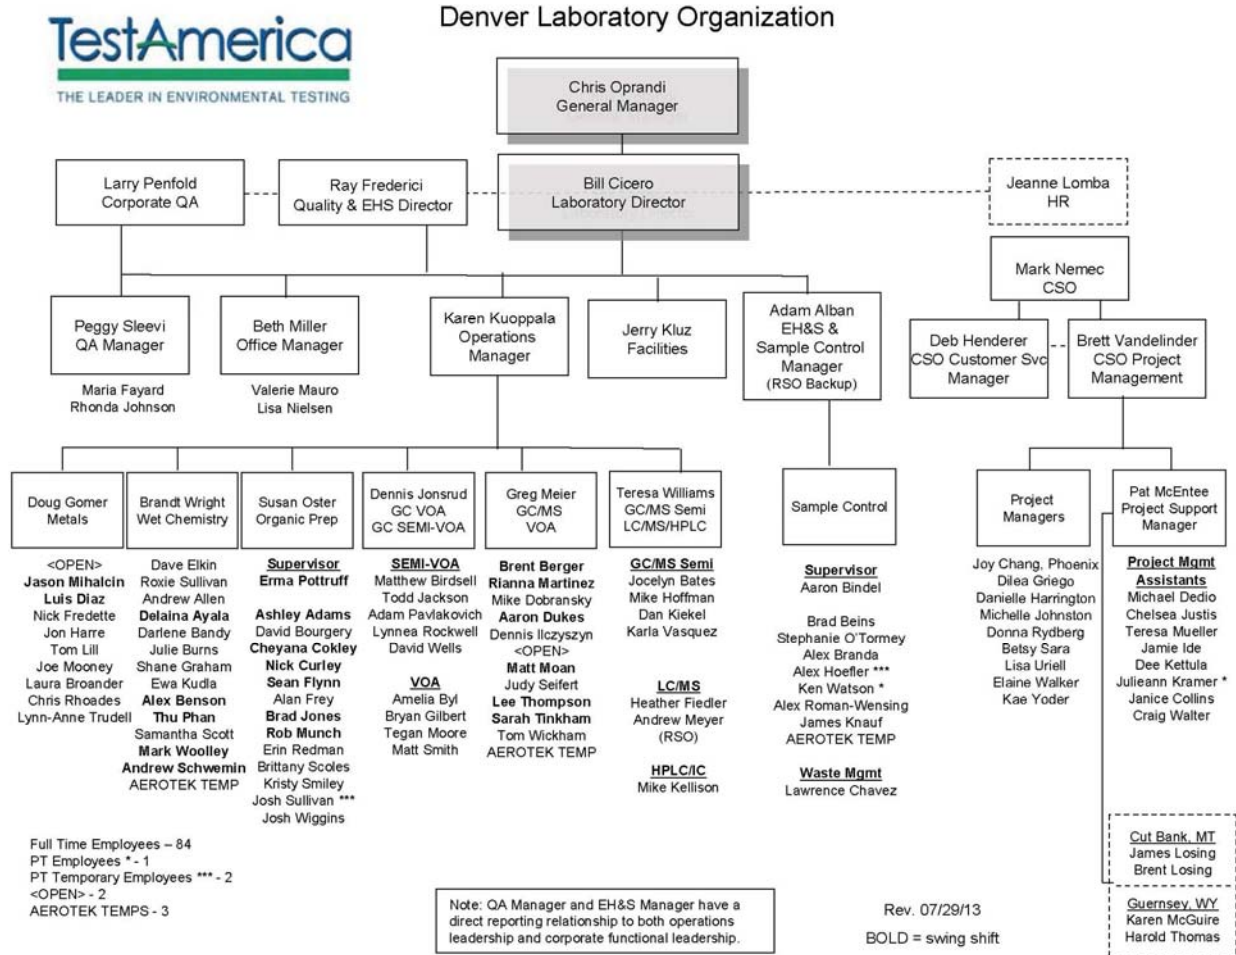 Denver Laboratory Organization
TestAmerica
THE LEADER IN ENVIRONMENTAL TESTING
Chris Oprandi
General Manager
Larry Penfold
Corporate QA
Ray Frederici
Quality & EHS Director
Bill Cicero
Laboratory Director
Jeanne Lomba
HR
Mark Nemec
CSO
Peggy Sleevi
QA Manager
Maria Fayard
Rhonda Johnson
Beth Miller
Office Manager
Valerie Mauro
Lisa Nielsen
Karen Kuoppala
Operations
Manager
Jerry Kluz
Facilities
Adam Alban
EH&S &
Sample Control
Manager
(RSO Backup)
Deb Henderer
CSO Customer Svc
Manager
Brett Vandelinder
CSO Project
Management
Doug Gomer
Metals
<OPEN>
Jason Mihalcin
Luis Diaz
Nick Fredette
Jon Harre
Tom Lill
Joe Mooney
Laura Broander
Chris Rhoades
Lynn-Anne Trudell
Brandt Wright
Wet Chemistry
Dave Elkin
Roxie Sullivan
Andrew Allen
Delaina Ayala
Darlene Bandy
Julie Burns
Shane Graham
Ewa Kudla
Alex Benson
Thu Phan
Samantha Scott
Mark Woolley
Andrew Schwemin
AEROTEK TEMP
Susan Oster
Organic Prep
Supervisor
Erma Pottruff
Ashley Adams
David Bourgery
Cheyana Cokley
Nick Curley
Sean Flynn
Alan Frey
Brad Jones
Rob Munch
Erin Redman
Brittany Scoles
Kristy Smiley
Josh Sullivan ***
Josh Wiggins
Dennis Jonsrud
GC VOA
GC SEMI-VOA
SEMI-VOA
Matthew Birdsell
Todd Jackson
Adam Pavlakovich
Lynnea Rockwell
David Wells
VOA
Amelia Byl
Bryan Gilbert
Tegan Moore
Matt Smith
Greg Meier
GC/MS
VOA
Brent Berger
Rianna Martinez
Mike Dobransky
Aaron Dukes
Dennis Ilczyszyn
<OPEN>
Matt Moan
Judy Seifert
Lee Thompson
Sarah Tinkham
Tom Wickham
AEROTEK TEMP
Teresa Williams
GC/MS Semi
LC/MS/HPLC
GC/MS Semi
Jocelyn Bates
Mike Hoffman
Dan Kiekel
Karla Vasquez
LC/MS
Heather Fiedler
Andrew Meyer
(RSO)
HPLC/IC
Mike Kellison
Sample Control
Supervisor
Aaron Bindel
Brad Beins
Stephanie O'Tormey
Alex Branda
Alex Hoefler ***
Ken Watson *
Alex Roman-Wensing
James Knauf
AEROTEK TEMP
Waste Mgmt
Lawrence Chavez
Project
Managers
Joy Chang, Phoenix
Dilea Griego
Danielle Harrington
Michelle Johnston
Donna Rydberg
Betsy Sara
Lisa Uriell
Elaine Walker
Kae Yoder
Pat McEntee
Project Support
Manager
Project Mgmt
Assistants
Michael Dedio
Chelsea Justis
Teresa Mueller
Jamie Ide
Dee Kettula
Julieann Kramer *
Janice Collins
Craig Walter
Cut Bank, MT
James Losing
Brent Losing
Guernsey, WY
Karen McGuire
Harold Thomas
Full Time Employees – 84
PT Employees * - 1
PT Temporary Employees *** - 2
<OPEN> - 2
AEROTEK TEMPS - 3
Note: QA Manager and EH&S Manager have a
direct reporting relationship to both operations
leadership and corporate functional leadership.
Rev. 07/29/13
BOLD = swing shift